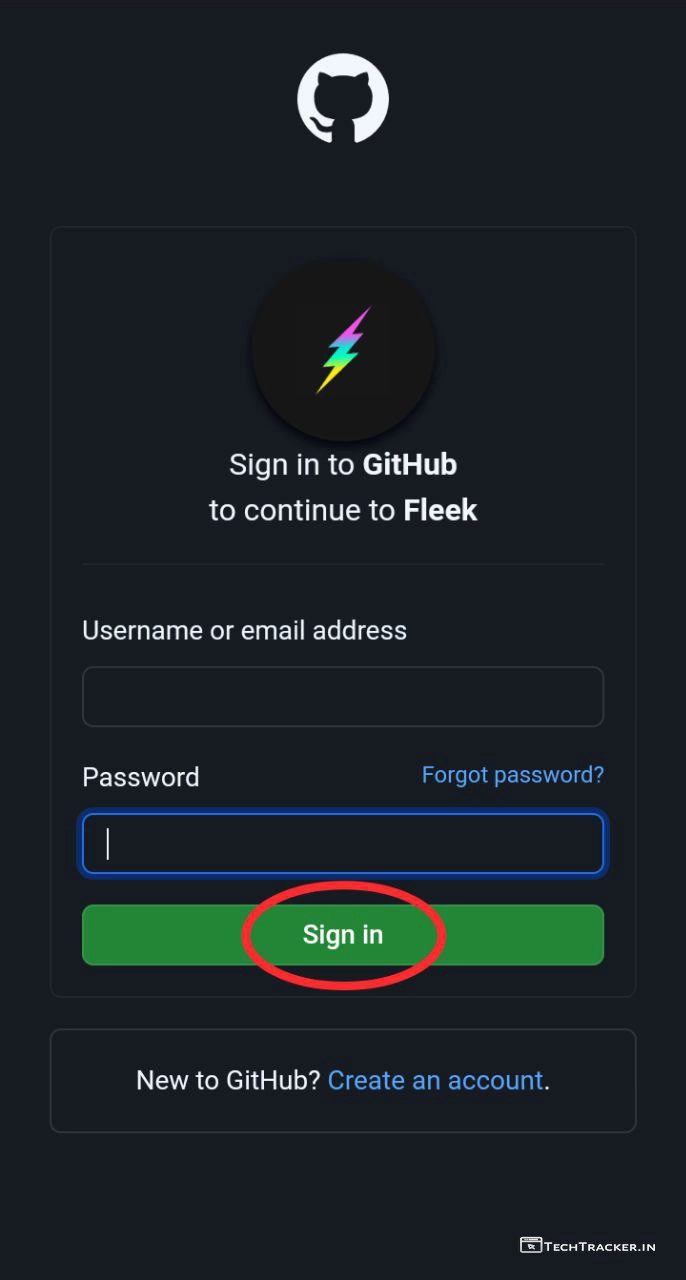 Sign in to GitHub
to continue to Fleek
Username or email address
Password Forgot password?
Sign in
New to GitHub? Create an account.
TECHTRACKER.IN